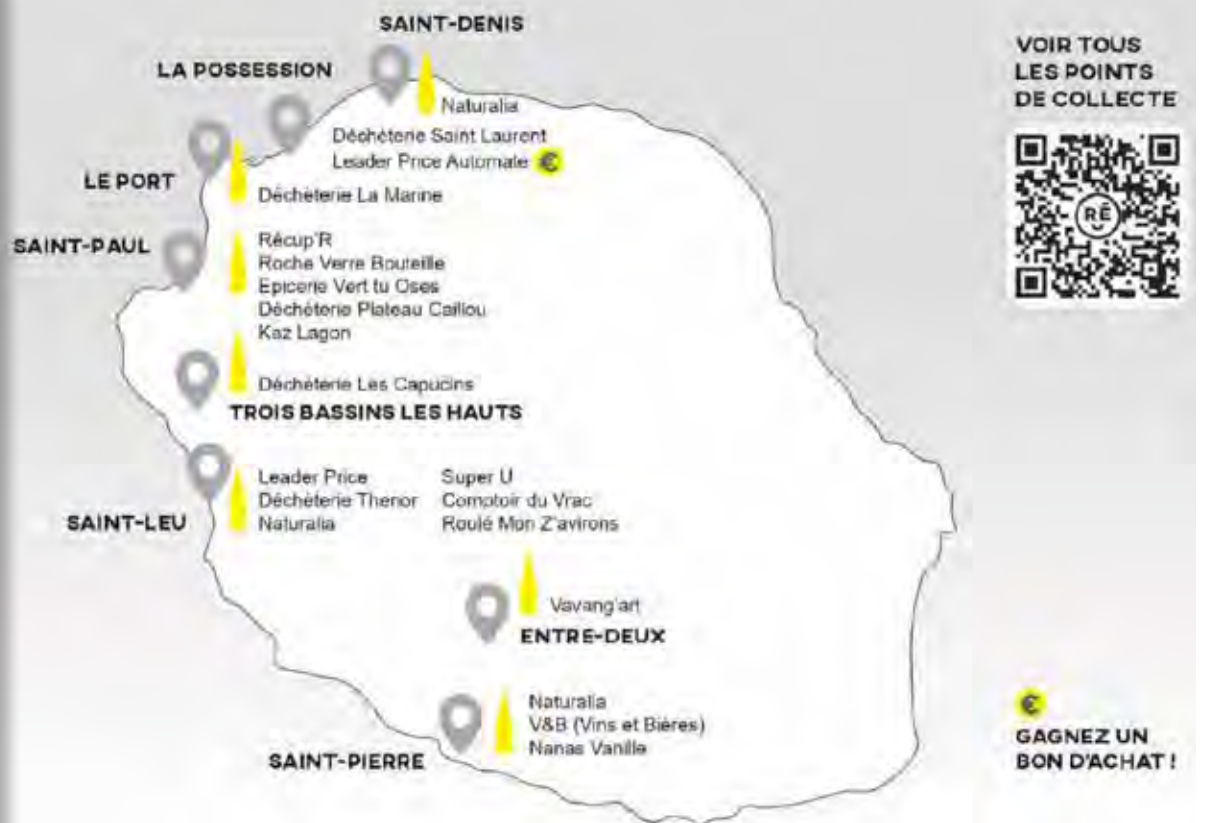 SAINT-DENIS
LA POSSESSION
Naturalia
Déchèterie Saint Laurent
Leader Price Automate €
LE PORT
Déchèterie La Marine
SAINT-PAUL
Récup'R
Roche Verre Bouteille
Epicerie Vert tu Oses
Déchèterie Plateau Caillou
Kaz Lagon
Déchèterie Les Capucins
TROIS BASSINS LES HAUTS
SAINT-LEU
Leader Price
Déchèterie Thenor
Naturalia
Super U
Comptoir du Vrac
Roulé Mon Z'avirons
Vavang'art
ENTRE-DEUX
SAINT-PIERRE
Naturalia
V&B (Vins et Bières)
Nanas Vanille
VOIR TOUS
LES POINTS
DE COLLECTE
RÉ
€
GAGNEZ UN
BON D'ACHAT !